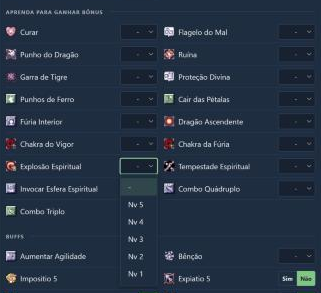 APRENDA PARA GANHAR BÔNUS
Curar - Flagelo do Mal -
Punho do Dragão - Ruína -
Garra de Tigre - Proteção Divina -
Punhos de Ferro - Cair das Pétalas -
Fúria Interior - Dragão Ascendente -
Chakra do Vigor - Chakra da Fúria -
Explosão Espiritual - Tempestade Espiritual -
Invocar Esfera Espiritual - Combo Quádruplo -
Nv 5
Combo Triplo Nv 4
Nv 3
BUFFS
Aumentar Agilidade Nv 2 Bênção -
Impositio 5 Nv 1 Expiatio 5 Sim Não